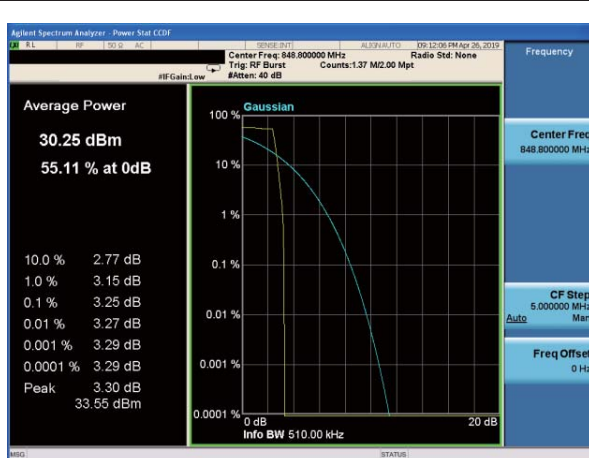 Agilent Spectrum Analyzer - Power Stat CCDF
RL RF 50 Ω AC SENSE:INT ALIGN AUTO 09:12:06 PM Apr 26, 2019
Center Freq: 848.800000 MHz Radio Std: None
Trig: RF Burst Counts:1.37 M/2.00 Mpt
#IFGain:Low #Atten: 40 dB
Frequency
Average Power
30.25 dBm
55.11 % at 0dB
10.0 % 2.77 dB
1.0 % 3.15 dB
0.1 % 3.25 dB
0.01 % 3.27 dB
0.001 % 3.29 dB
0.0001 % 3.29 dB
Peak 3.30 dB
33.55 dBm
Gaussian
100 %
10 %
1 %
0.1 %
0.01 %
0.001 %
0.0001 %
0 dB 20 dB
Info BW 510.00 kHz
Center Freq
848.800000 MHz
CF Step
5.000000 MHz
Auto Man
Freq Offset
0 Hz
MSG STATUS